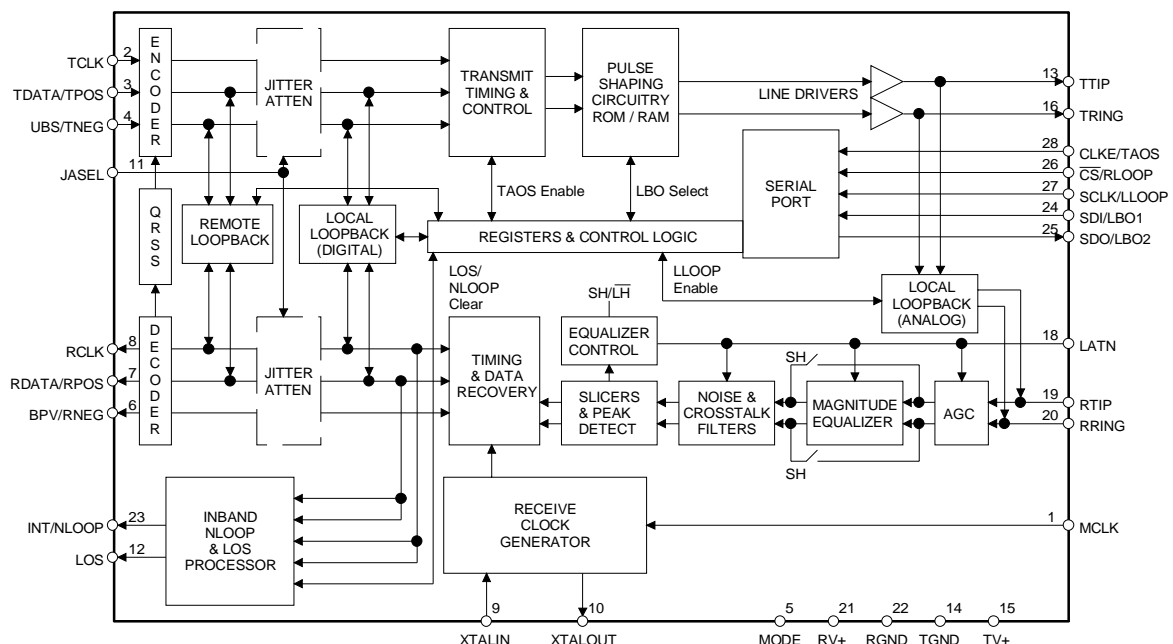 TCLK
2
TDATA/TPOS
3
UBS/TNEG
4
JASEL
11
ENCODER
JITTER
ATTEN
TRANSMIT
TIMING &
CONTROL
PULSE
SHAPING
CIRCUITRY
ROM / RAM
LINE DRIVERS
13
TTIP
16
TRING
SERIAL
PORT
28
CLKE/TAOS
26
CS/RLOOP
27
SCLK/LLOOP
24
SDI/LBO1
25
SDO/LBO2
TAOS Enable
LBO Select
QRSS
REMOTE
LOOPBACK
LOCAL
LOOPBACK
(DIGITAL)
REGISTERS & CONTROL LOGIC
LOS/
NLOOP
Clear
LLOOP
Enable
SH/LH
LOCAL
LOOPBACK
(ANALOG)
RCLK
8
RDATA/RPOS
7
BPV/RNEG
6
DECODER
JITTER
ATTEN
TIMING
& DATA
RECOVERY
EQUALIZER
CONTROL
18
LATN
SLICERS
& PEAK
DETECT
NOISE &
CROSSTALK
FILTERS
SH
MAGNITUDE
EQUALIZER
SH
AGC
19
RTIP
20
RRING
INT/NLOOP
23
LOS
12
INBAND
NLOOP
& LOS
PROCESSOR
RECEIVE
CLOCK
GENERATOR
1
MCLK
9
10
5
21
22
14
15
XTALIN
XTALOUT
MODE
RV+
RGND
TGND
TV+